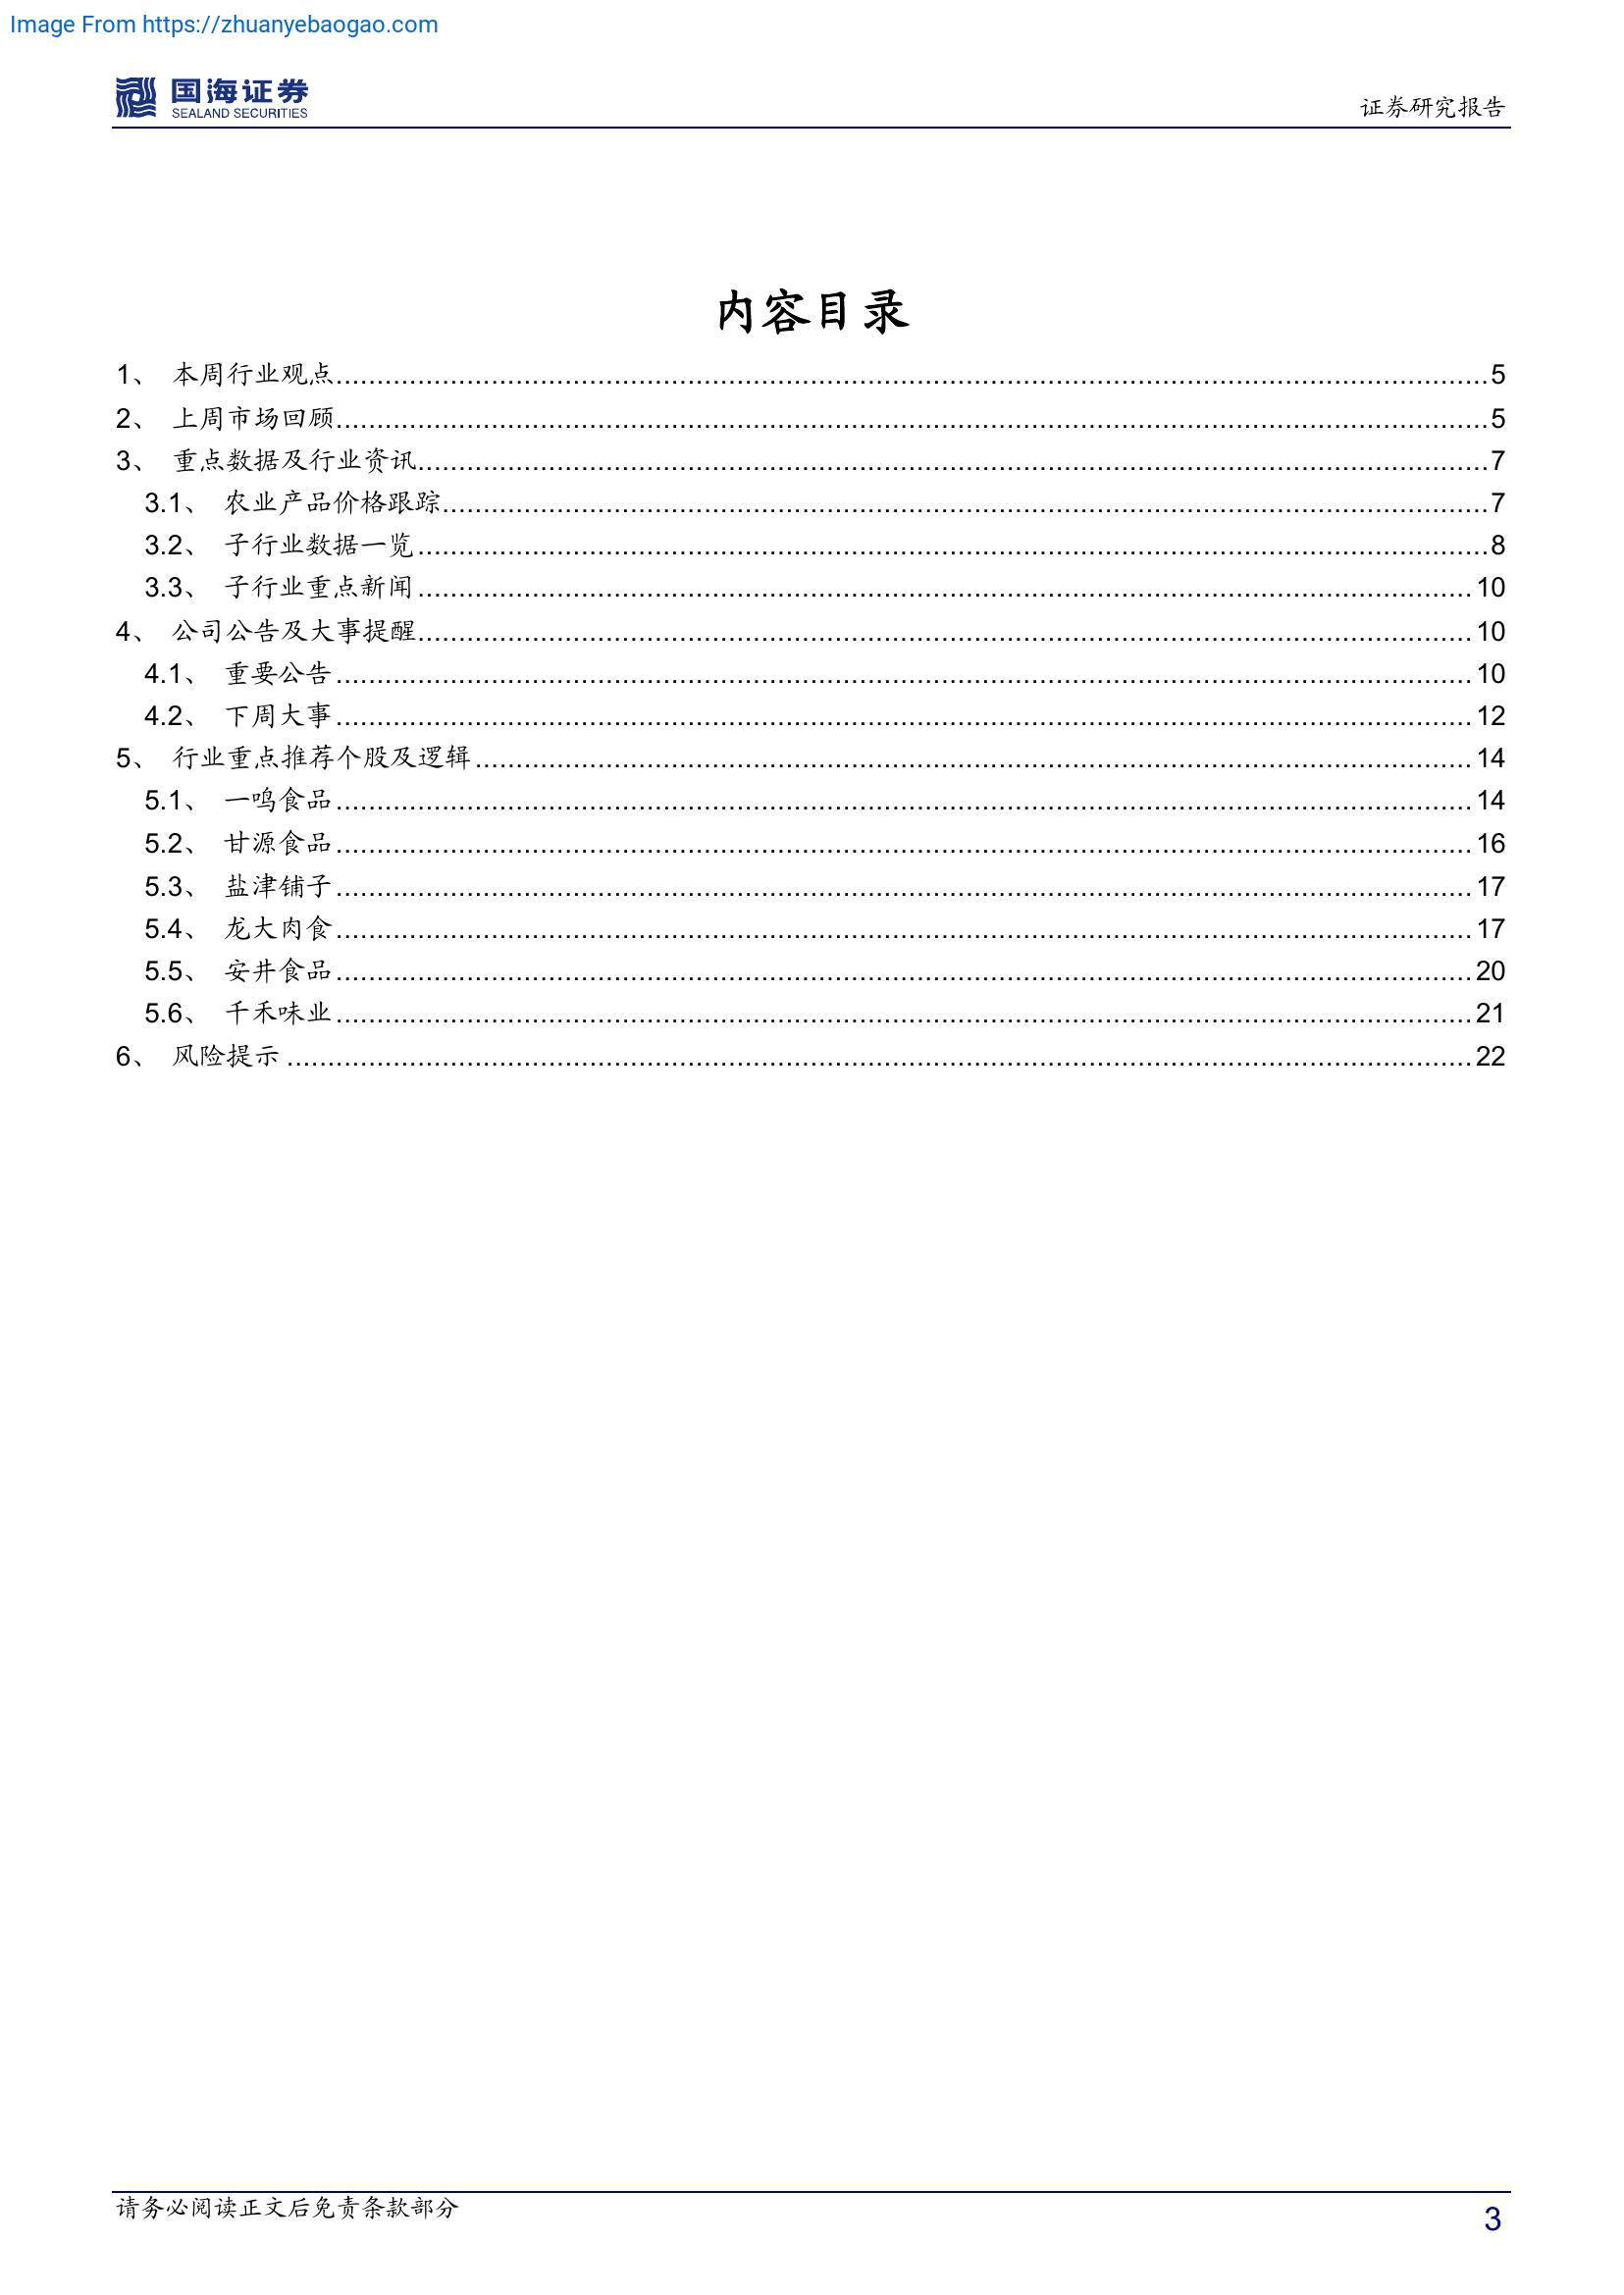 Image From https://zhuanyebaogao.com
国海证券
SEALAND SECURITIES
证券研究报告
内容目录
1、 本周行业观点 5
2、 上周市场回顾 5
3、 重点数据及行业资讯 7
3.1、 农业产品价格跟踪 7
3.2、 子行业数据一览 8
3.3、 子行业重点新闻 10
4、 公司公告及大事提醒 10
4.1、 重要公告 10
4.2、 下周大事 12
5、 行业重点推荐个股及逻辑 14
5.1、 一鸣食品 14
5.2、 甘源食品 16
5.3、 盐津铺子 17
5.4、 龙大肉食 17
5.5、 安井食品 20
5.6、 千禾味业 21
6、 风险提示 22
请务必阅读正文后免责条款部分
3